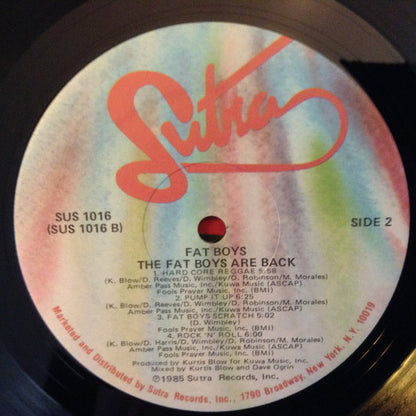 Sutra
SUS 1016
(SUS 1016 B)
SIDE 2
FAT BOYS
THE FAT BOYS ARE BACK
1. HARD CORE REGGAE 5:58
(K. Blow/D. Reeves/D. Wimbley/D. Robinson/M. Morales)
Amber Pass Music, Inc./Kuwa Music (ASCAP)
Fools Prayer Music, Inc. (BMI)
2. PUMP IT UP 6:25
(K. Blow/D. Reeves/D. Wimbley/D. Robinson/M. Morales)
Amber Pass Music, Inc./Kuwa Music (ASCAP)
Fools Prayer Music, Inc. (BMI)
3. FAT BOYS SCRATCH 5:02
(D. Wimbley)
4. ROCK 'N' ROLL 6:00
(K. Blow/D. Harris/D. Wimbley/D. Robinson/M. Morales)
Amber Pass Music, Inc./Kuwa Music (ASCAP)
Fools Prayer Music, Inc. (BMI)
Produced by Kurtis Blow for Kuwa Music, Inc.
Mixed by Kurtis Blow and Dave Ogrin
©1985 Sutra Records, Inc.
Marketed and Distributed by Sutra Records, Inc., 1790 Broadway, New York, N.Y. 10019